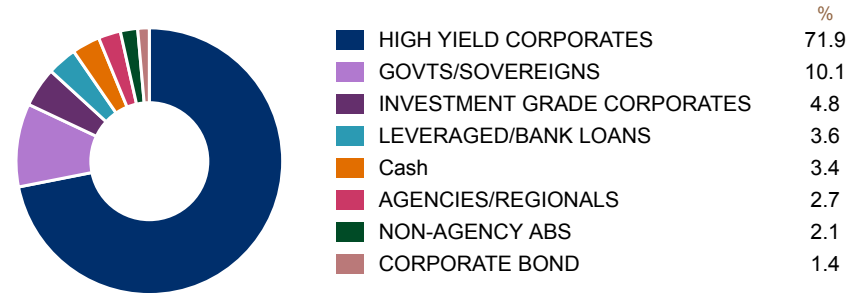 %
HIGH YIELD CORPORATES 71.9
GOVTS/SOVEREIGNS 10.1
INVESTMENT GRADE CORPORATES 4.8
LEVERAGED/BANK LOANS 3.6
Cash 3.4
AGENCIES/REGIONALS 2.7
NON-AGENCY ABS 2.1
CORPORATE BOND 1.4